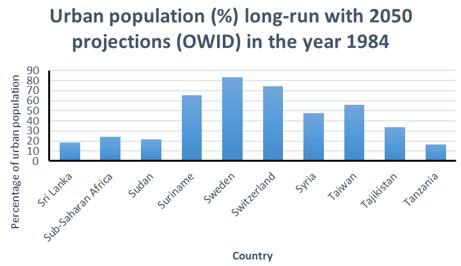 Urban population (%) long-run with 2050
projections (OWID) in the year 1984
Percentage of urban population
90
80
70
60
50
40
30
20
10
0
Sri Lanka
Sub-Saharan Africa
Sudan
Suriname
Sweden
Switzerland
Syria
Taiwan
Tajikistan
Tanzania
Country